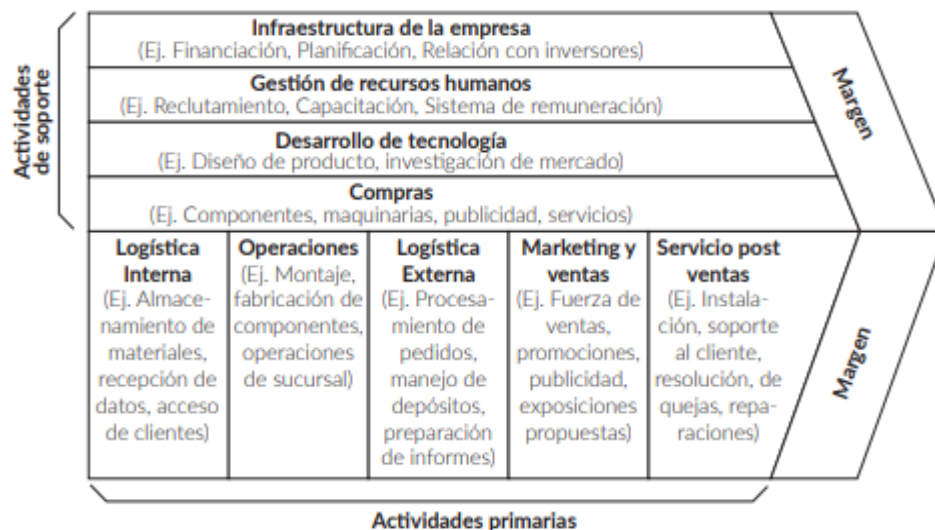 Actividades
de soporte
Infraestructura de la empresa
(Ej. Financiación, Planificación, Relación con inversores)
Gestión de recursos humanos
(Ej. Reclutamiento, Capacitación, Sistema de remuneración)
Desarrollo de tecnología
(Ej. Diseño de producto, investigación de mercado)
Compras
(Ej. Componentes, maquinarias, publicidad, servicios)
Margen
Logística
Interna
(Ej. Almace-
namiento de
materiales,
recepción de
datos, acceso
de clientes)
Operaciones
(Ej. Montaje,
fabricación de
componentes,
operaciones
de sucursal)
Logística
Externa
(Ej. Procesa-
miento de
pedidos,
manejo de
depósitos,
preparación
de informes)
Marketing y
ventas
(Ej. Fuerza de
ventas,
promociones,
publicidad,
exposiciones
propuestas)
Servicio post
ventas
(Ej. Instala-
ción, soporte
al cliente,
resolución, de
quejas, repa-
raciones)
Margen
Actividades primarias